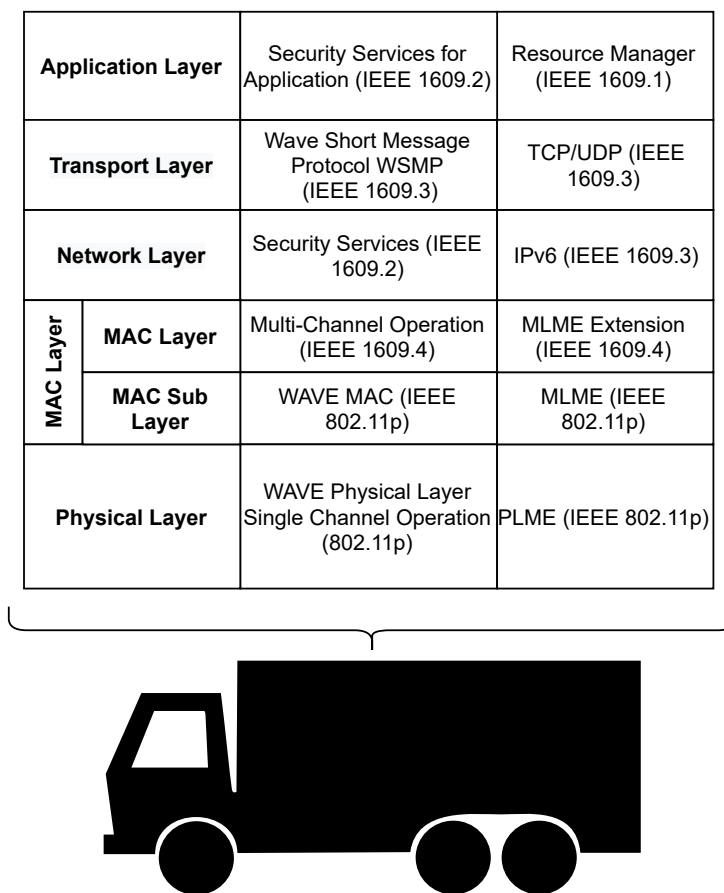 Application Layer
Security Services for
Application (IEEE 1609.2)
Resource Manager
(IEEE 1609.1)
Transport Layer
Wave Short Message
Protocol WSMP
(IEEE 1609.3)
TCP/UDP (IEEE
1609.3)
Network Layer
Security Services (IEEE
1609.2)
IPv6 (IEEE 1609.3)
MAC Layer
MAC Layer
Multi-Channel Operation
(IEEE 1609.4)
MLME Extension
(IEEE 1609.4)
MAC Sub
Layer
WAVE MAC (IEEE
802.11p)
MLME (IEEE
802.11p)
Physical Layer
WAVE Physical Layer
Single Channel Operation
(802.11p)
PLME (IEEE 802.11p)